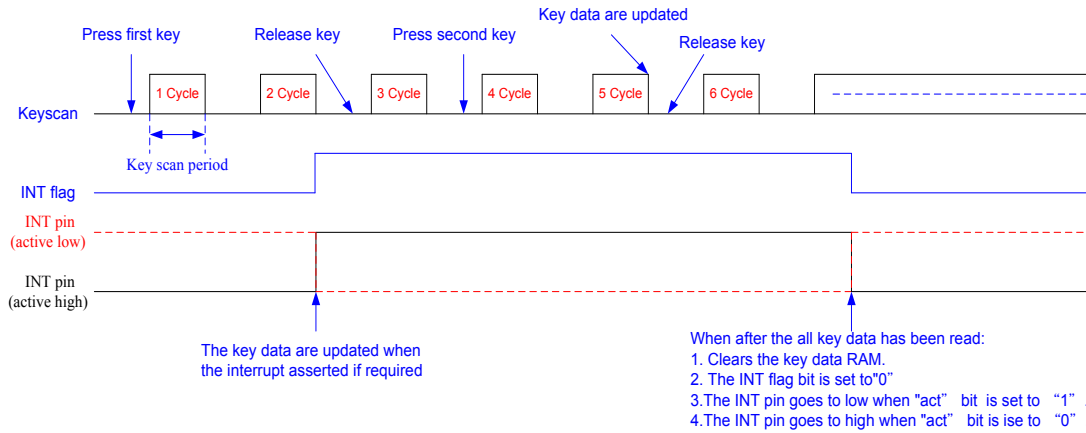 Key data are updated
Press first key
Release key
Press second key
Release key
1 Cycle
2 Cycle
3 Cycle
4 Cycle
5 Cycle
6 Cycle
Keyscan
Key scan period
INT flag
INT pin
(active low)
INT pin
(active high)
The key data are updated when
the interrupt asserted if required
When after the all key data has been read:
1. Clears the key data RAM.
2. The INT flag bit is set to"0”
3.The INT pin goes to low when "act” bit is set to “1” .
4.The INT pin goes to high when "act” bit is ise to “0”